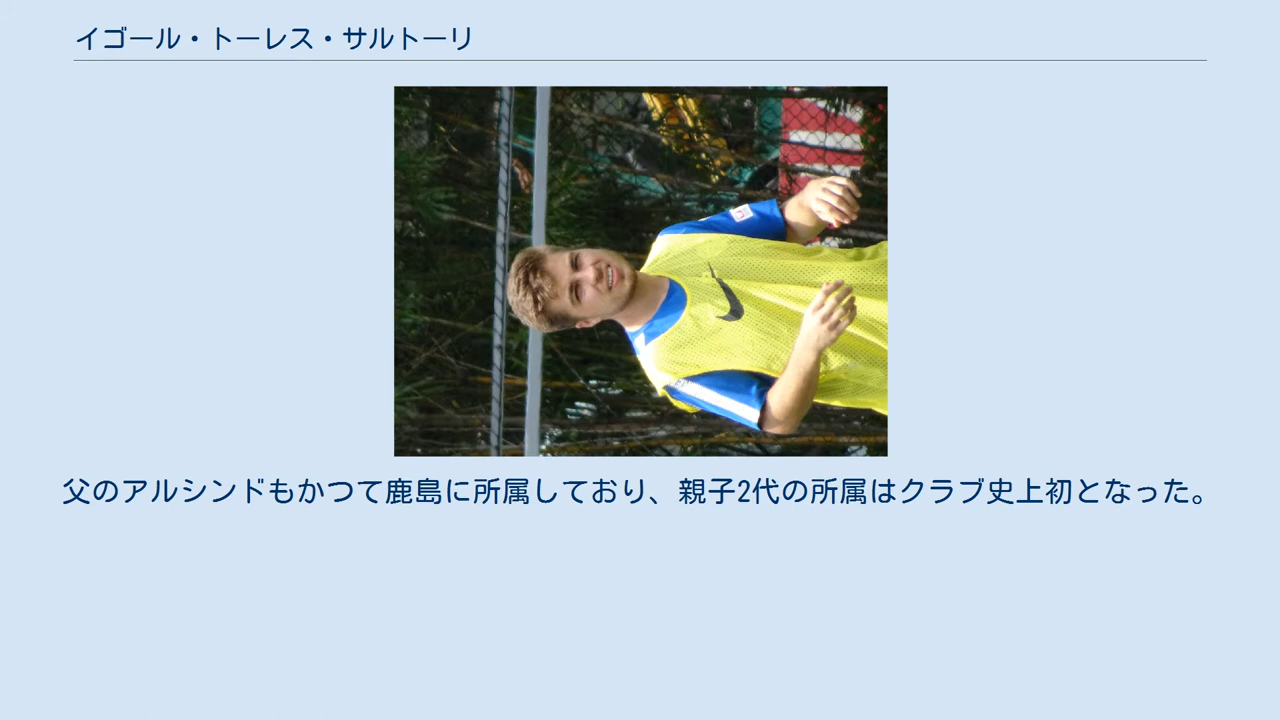 イゴール・トーレス・サルトーリ
父のアルシンドもかつて鹿島に所属しており、親子2代の所属はクラブ史上初となった。